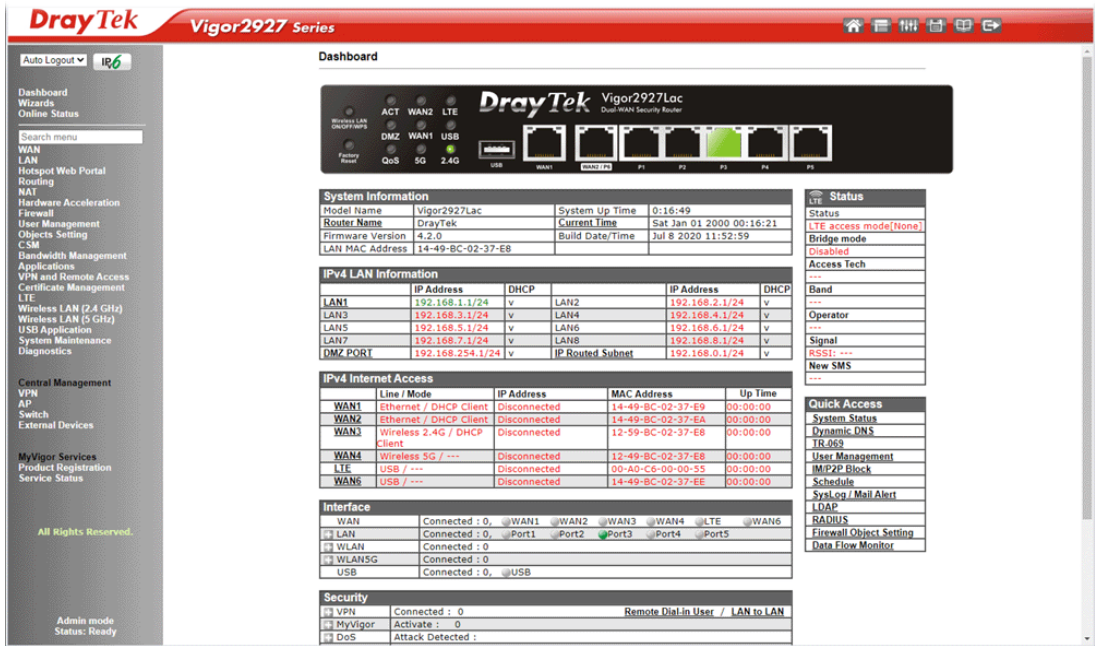 DrayTek Vigor2927 Series
Auto Logout IPv6
Dashboard
Wizards
Online Status
Search menu
WAN
LAN
Hotspot Web Portal
Routing
NAT
Hardware Acceleration
Firewall
User Management
Objects Setting
CSM
Bandwidth Management
Applications
VPN and Remote Access
Certificate Management
LTE
Wireless LAN (2.4 GHz)
Wireless LAN (5 GHz)
USB Application
System Maintenance
Diagnostics
Central Management
VPN
AP
Switch
External Devices
MyVigor Services
Product Registration
Service Status
All Rights Reserved.
Admin mode
Status: Ready
Dashboard
DrayTek Vigor2927Lac
Dual-WAN Security Router
Wireless LAN
ON/OFF/WPS
ACT WAN2 LTE
DMZ WAN1 USB
Factory
Reset
QoS 5G 2.4G
USB WAN1 WAN2 / P6 P1 P2 P3 P4 P5
System Information
Model Name Vigor2927Lac System Up Time 0:16:49
Router Name DrayTek Current Time Sat Jan 01 2000 00:16:21
Firmware Version 4.2.0 Build Date/Time Jul 8 2020 11:52:59
LAN MAC Address 14-49-BC-02-37-E8
IPv4 LAN Information
IP Address DHCP IP Address DHCP
LAN1 192.168.1.1/24 v LAN2 192.168.2.1/24 v
LAN3 192.168.3.1/24 v LAN4 192.168.4.1/24 v
LAN5 192.168.5.1/24 v LAN6 192.168.6.1/24 v
LAN7 192.168.7.1/24 v LAN8 192.168.8.1/24 v
DMZ PORT 192.168.254.1/24 v IP Routed Subnet 192.168.0.1/24 v
IPv4 Internet Access
Line / Mode IP Address MAC Address Up Time
WAN1 Ethernet / DHCP Client Disconnected 14-49-BC-02-37-E9 00:00:00
WAN2 Ethernet / DHCP Client Disconnected 14-49-BC-02-37-EA 00:00:00
WAN3 Wireless 2.4G / DHCP Client Disconnected 12-59-BC-02-37-E8 00:00:00
WAN4 Wireless 5G / --- Disconnected 12-49-BC-02-37-E8 00:00:00
LTE USB / --- Disconnected 00-A0-C6-00-00-55 00:00:00
WAN6 USB / --- Disconnected 14-49-BC-02-37-EE 00:00:00
Interface
WAN Connected : 0, WAN1 WAN2 WAN3 WAN4 LTE WAN6
LAN Connected : 0, Port1 Port2 Port3 Port4 Port5
WLAN Connected : 0
WLAN5G Connected : 0
USB Connected : 0, USB
Security
VPN Connected : 0 Remote Dial-in User / LAN to LAN
MyVigor Activate : 0
DoS Attack Detected :
LTE Status
Status
LTE access mode[None]
Bridge mode
Disabled
Access Tech
---
Band
---
Operator
---
Signal
RSSI: ---
New SMS
---
Quick Access
System Status
Dynamic DNS
TR-069
User Management
IM/P2P Block
Schedule
SysLog / Mail Alert
LDAP
RADIUS
Firewall Object Setting
Data Flow Monitor